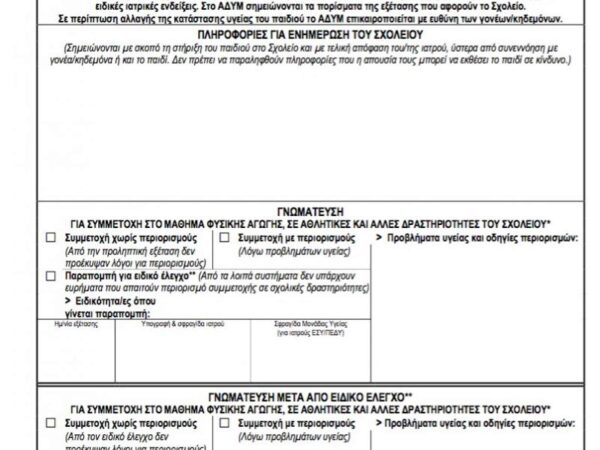 ειδικές ιατρικές ενδείξεις. Στο ΑΔΥΜ σημειώνονται τα πορίσματα της εξέτασης που αφορούν το Σχολείο.
Σε περίπτωση αλλαγής της κατάστασης υγείας του παιδιού το ΑΔΥΜ επικαιροποιείται με ευθύνη των γονέων/κηδεμόνων.
ΠΛΗΡΟΦΟΡΙΕΣ ΓΙΑ ΕΝΗΜΕΡΩΣΗ ΤΟΥ ΣΧΟΛΕΙΟΥ
(Σημειώνονται με σκοπό τη στήριξη του παιδιού στο Σχολείο και με τελική απόφαση του/της ιατρού, ύστερα από συνεννόηση με
γονέα/κηδεμόνα ή και το παιδί. Δεν πρέπει να παραληφθούν πληροφορίες που η απουσία τους μπορεί να εκθέσει το παιδί σε κίνδυνο.)
ΓΝΩΜΑΤΕΥΣΗ
ΓΙΑ ΣΥΜΜΕΤΟΧΗ ΣΤΟ ΜΑΘΗΜΑ ΦΥΣΙΚΗΣ ΑΓΩΓΗΣ, ΣΕ ΑΘΛΗΤΙΚΕΣ ΚΑΙ ΑΛΛΕΣ ΔΡΑΣΤΗΡΙΟΤΗΤΕΣ ΤΟΥ ΣΧΟΛΕΙΟΥ*
☐ Συμμετοχή χωρίς περιορισμούς ☐ Συμμετοχή με περιορισμούς > Προβλήματα υγείας και οδηγίες περιορισμών:
(Από την προληπτική εξέταση δεν (Λόγω προβλημάτων υγείας)
προέκυψαν λόγοι για περιορισμούς)
☐ Παραπομπή για ειδικό έλεγχο** (Από τα λοιπά συστήματα δεν υπάρχουν
ευρήματα που απαιτούν περιορισμό συμμετοχής σε σχολικές δραστηριότητες)
> Ειδικότητα/ες όπου
γίνεται παραπομπή:
Ημ/νία εξέτασης Υπογραφή & σφραγίδα ιατρού Σφραγίδα Μονάδας Υγείας
(για ιατρούς ΕΣΥ/ΠΕΔΥ)
ΓΝΩΜΑΤΕΥΣΗ ΜΕΤΑ ΑΠΟ ΕΙΔΙΚΟ ΕΛΕΓΧΟ**
ΓΙΑ ΣΥΜΜΕΤΟΧΗ ΣΤΟ ΜΑΘΗΜΑ ΦΥΣΙΚΗΣ ΑΓΩΓΗΣ, ΣΕ ΑΘΛΗΤΙΚΕΣ ΚΑΙ ΑΛΛΕΣ ΔΡΑΣΤΗΡΙΟΤΗΤΕΣ ΤΟΥ ΣΧΟΛΕΙΟΥ*
☐ Συμμετοχή χωρίς περιορισμούς ☐ Συμμετοχή με περιορισμούς > Προβλήματα υγείας και οδηγίες περιορισμών:
(Από τον ειδικό έλεγχο δεν (Λόγω προβλημάτων υγείας)
προέκυψαν λόγοι για περιορισμούς)